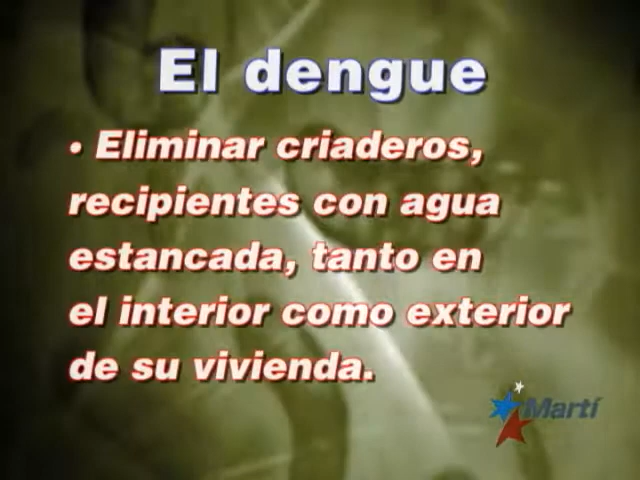 El dengue
• Eliminar criaderos,
recipientes con agua
estancada, tanto en
el interior como exterior
de su vivienda.
Martí